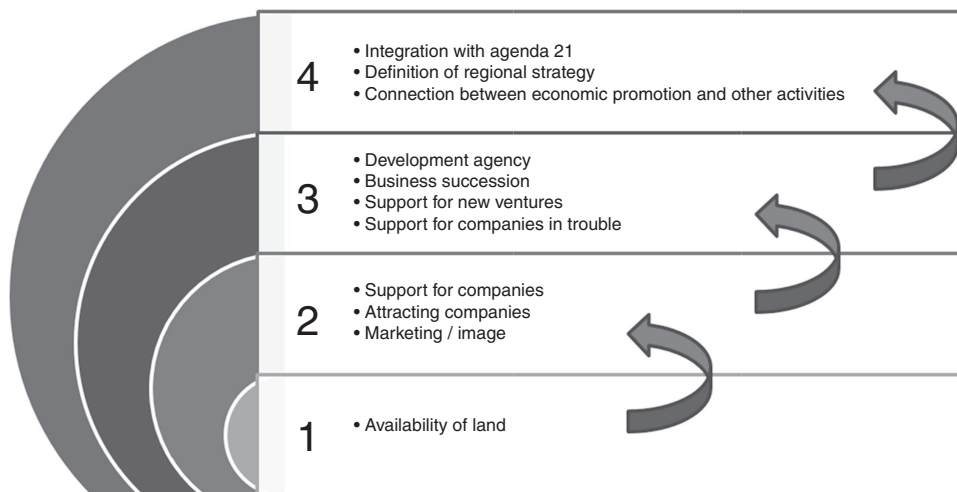 4
• Integration with agenda 21
• Definition of regional strategy
• Connection between economic promotion and other activities
3
• Development agency
• Business succession
• Support for new ventures
• Support for companies in trouble
2
• Support for companies
• Attracting companies
• Marketing / image
1
• Availability of land